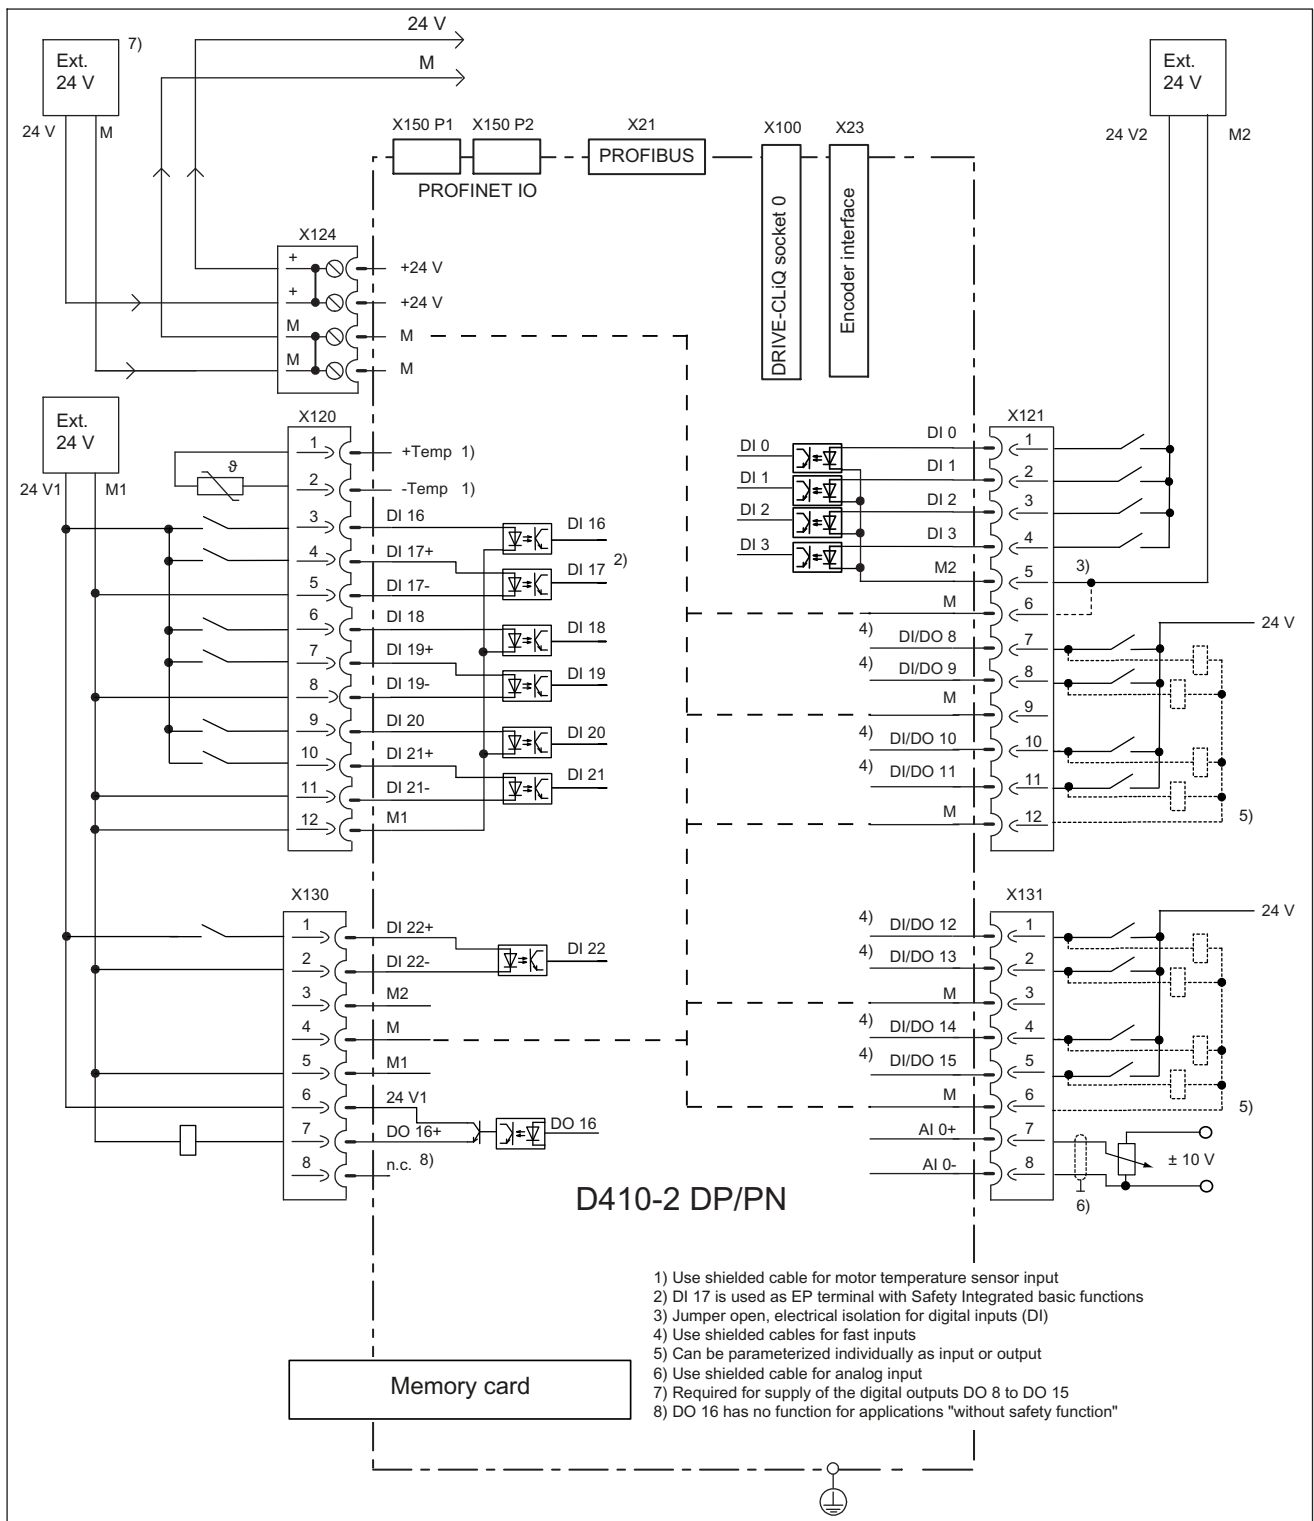 24 V
Ext.
24 V
7)
M
Ext.
24 V
24 V
M
X150 P1
X150 P2
X21
X100
X23
24 V2
M2
PROFIBUS
PROFINET IO
DRIVE-CLiQ socket 0
Encoder interface
X124
+
+24 V
+
+24 V
M
M
M
M
Ext.
24 V
24 V1
M1
X120
1
+Temp 1)
2
-Temp 1)
ϑ
3
DI 16
DI 16
4
DI 17+
DI 17
2)
5
DI 17-
6
DI 18
DI 18
7
DI 19+
DI 19
8
DI 19-
9
DI 20
DI 20
10
DI 21+
DI 21
11
DI 21-
12
M1
X121
DI 0
DI 0
1
DI 1
DI 1
2
DI 2
DI 2
3
DI 3
DI 3
4
M2
5
3)
M
6
24 V
4)
DI/DO 8
7
4)
DI/DO 9
8
M
9
4)
DI/DO 10
10
4)
DI/DO 11
11
M
12
5)
X130
1
DI 22+
DI 22
2
DI 22-
3
M2
4
M
5
M1
6
24 V1
7
DO 16+
DO 16
8
n.c. 8)
X131
24 V
4)
DI/DO 12
1
4)
DI/DO 13
2
M
3
4)
DI/DO 14
4
4)
DI/DO 15
5
M
6
5)
AI 0+
7
± 10 V
AI 0-
8
6)
D410-2 DP/PN
1) Use shielded cable for motor temperature sensor input
2) DI 17 is used as EP terminal with Safety Integrated basic functions
3) Jumper open, electrical isolation for digital inputs (DI)
4) Use shielded cables for fast inputs
5) Can be parameterized individually as input or output
6) Use shielded cable for analog input
7) Required for supply of the digital outputs DO 8 to DO 15
8) DO 16 has no function for applications "without safety function"
Memory card